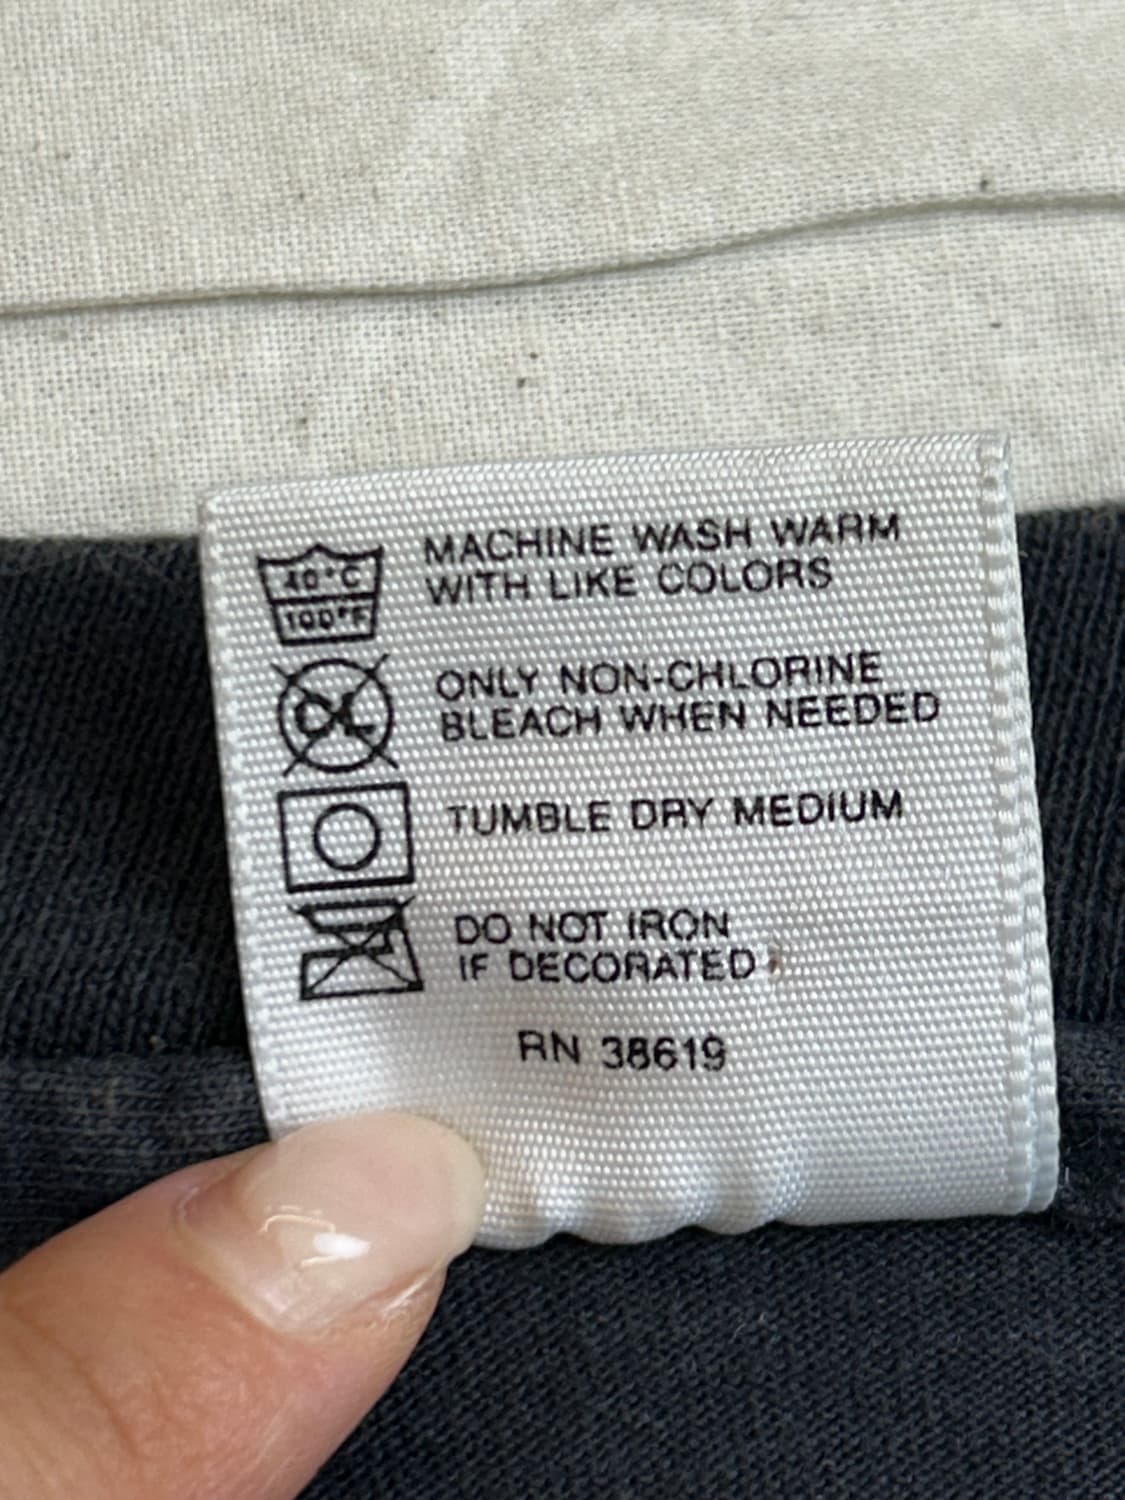 40°C
100°F
MACHINE WASH WARM
WITH LIKE COLORS
CL
ONLY NON-CHLORINE
BLEACH WHEN NEEDED
TUMBLE DRY MEDIUM
DO NOT IRON
IF DECORATED
RN 38619